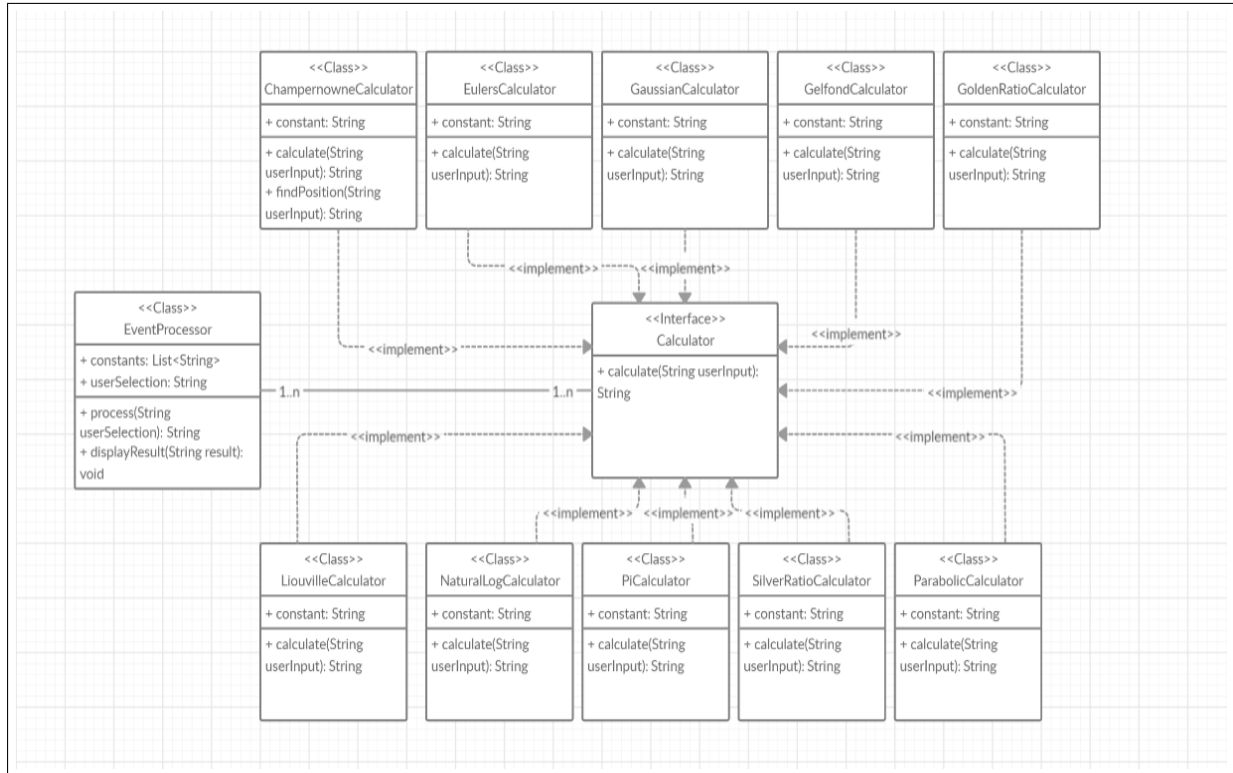 <<Class>>
ChampernowneCalculator
+ constant: String
+ calculate(String
userInput): String
+ findPosition(String
userInput): String
<<Class>>
EulersCalculator
+ constant: String
+ calculate(String
userInput): String
<<Class>>
GaussianCalculator
+ constant: String
+ calculate(String
userInput): String
<<Class>>
GelfondCalculator
+ constant: String
+ calculate(String
userInput): String
<<Class>>
GoldenRatioCalculator
+ constant: String
+ calculate(String
userInput): String
<<implement>>
<<implement>>
<<Class>>
EventProcessor
+ constants: List<String>
+ userSelection: String
+ process(String
userSelection): String
+ displayResult(String result):
void
<<Interface>>
Calculator
+ calculate(String userInput):
String
<<implement>>
<<implement>>
1..n
1..n
<<implement>>
<<implement>>
<<implement>>
<<implement>>
<<implement>>
<<implement>>
<<Class>>
LiouvilleCalculator
+ constant: String
+ calculate(String
userInput): String
<<Class>>
NaturalLogCalculator
+ constant: String
+ calculate(String
userInput): String
<<Class>>
PiCalculator
+ constant: String
+ calculate(String
userInput): String
<<Class>>
SilverRatioCalculator
+ constant: String
+ calculate(String
userInput): String
<<Class>>
ParabolicCalculator
+ constant: String
+ calculate(String
userInput): String